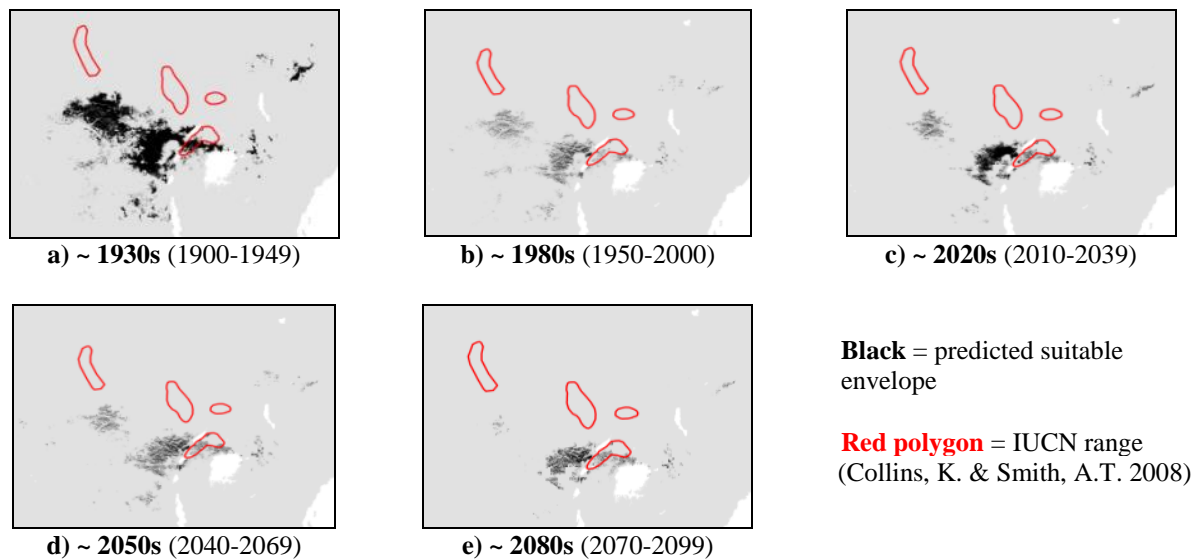 a) ~ 1930s (1900-1949)
b) ~ 1980s (1950-2000)
c) ~ 2020s (2010-2039)
Black = predicted suitable
envelope
Red polygon = IUCN range
(Collins, K. & Smith, A.T. 2008)
d) ~ 2050s (2040-2069)
e) ~ 2080s (2070-2099)